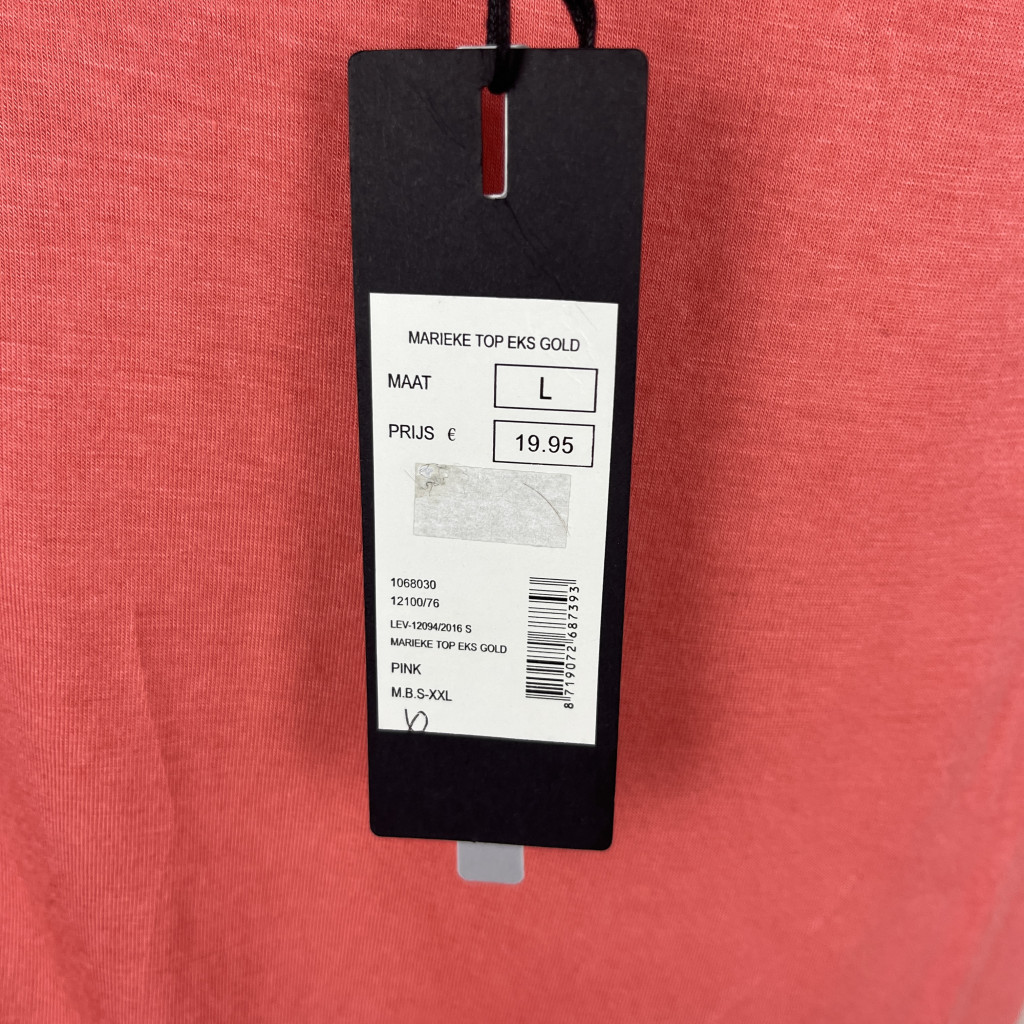 MARIEKE TOP EKS GOLD
MAAT L
PRIJS € 19.95
1068030
12100/76
LEV-12094/2016 S
MARIEKE TOP EKS GOLD
PINK
M.B.S-XXL
8719072687393